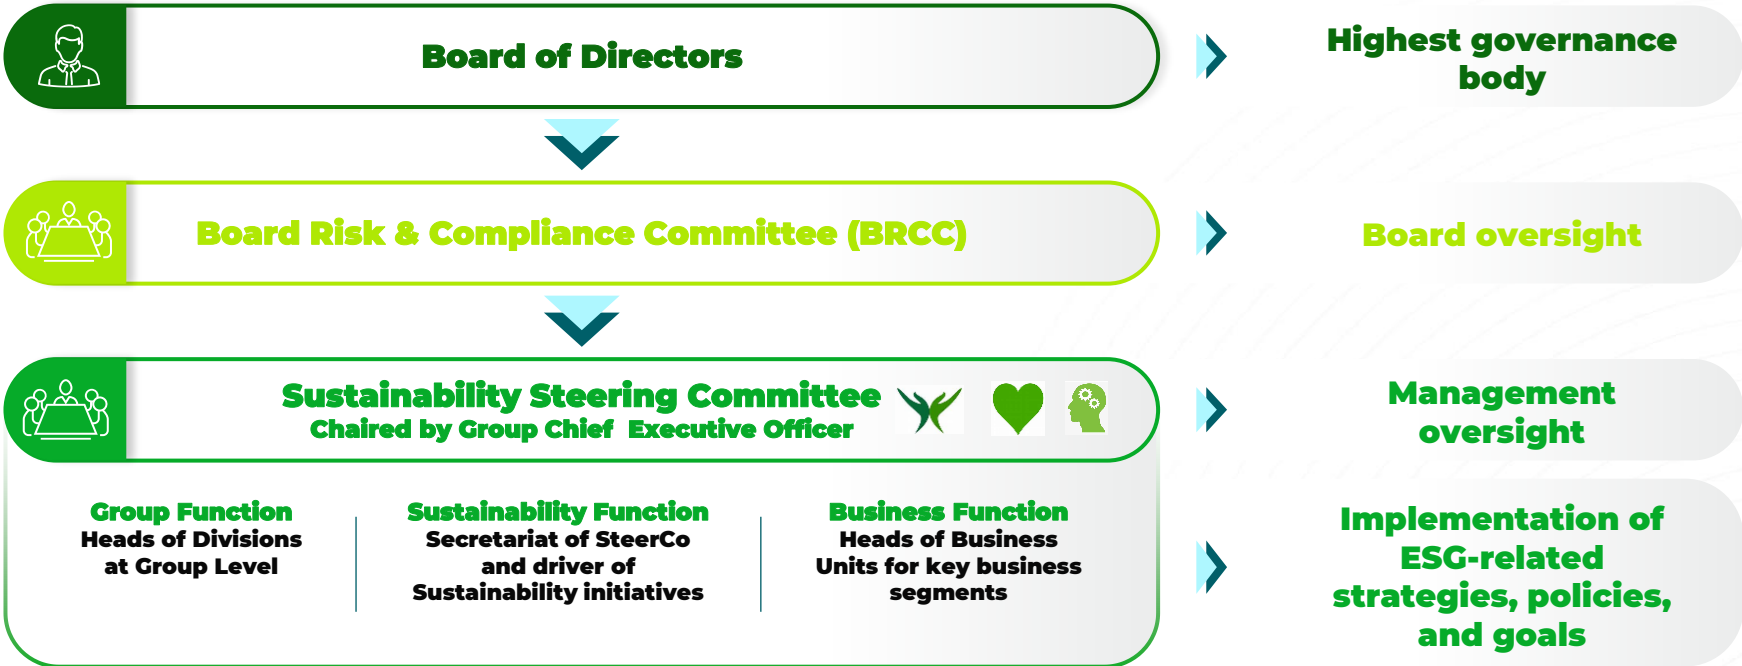 Board of Directors
Highest governance
body
Board Risk & Compliance Committee (BRCC)
Board oversight
Sustainability Steering Committee
Chaired by Group Chief Executive Officer
Management
oversight
Group Function
Heads of Divisions
at Group Level
Sustainability Function
Secretariat of SteerCo
and driver of
Sustainability initiatives
Business Function
Heads of Business
Units for key business
segments
Implementation of
ESG-related
strategies, policies,
and goals